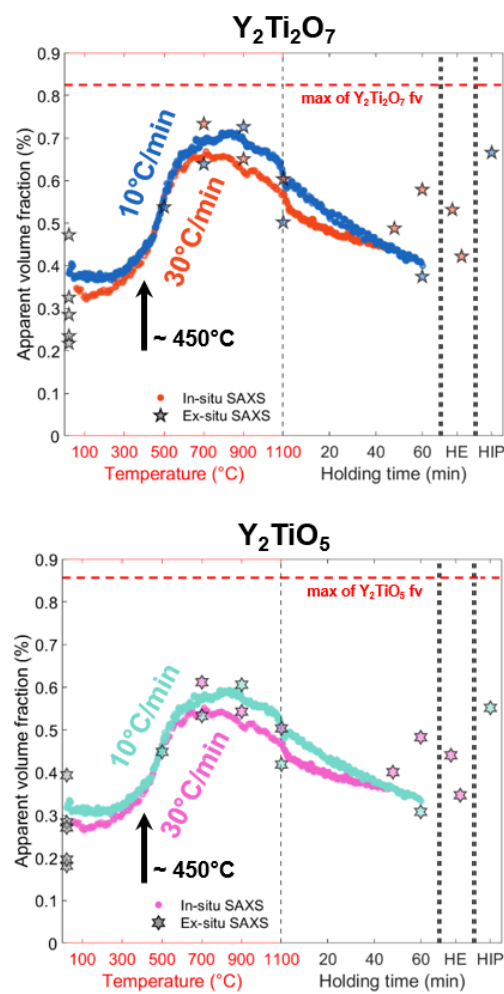 Y2Ti2O7
0.9
0.8
0.7
0.6
0.5
0.4
0.3
0.2
0.1
0
Apparent volume fraction (%)
max of Y2Ti2O7 fv
10°C/min
30°C/min
~ 450°C
In-situ SAXS
Ex-situ SAXS
100 300 500 700 900 1100 20 40 60 HE HIP
Temperature (°C) Holding time (min)
Y2TiO5
0.9
0.8
0.7
0.6
0.5
0.4
0.3
0.2
0.1
0
Apparent volume fraction (%)
max of Y2TiO5 fv
10°C/min
30°C/min
~ 450°C
In-situ SAXS
Ex-situ SAXS
100 300 500 700 900 1100 20 40 60 HE HIP
Temperature (°C) Holding time (min)